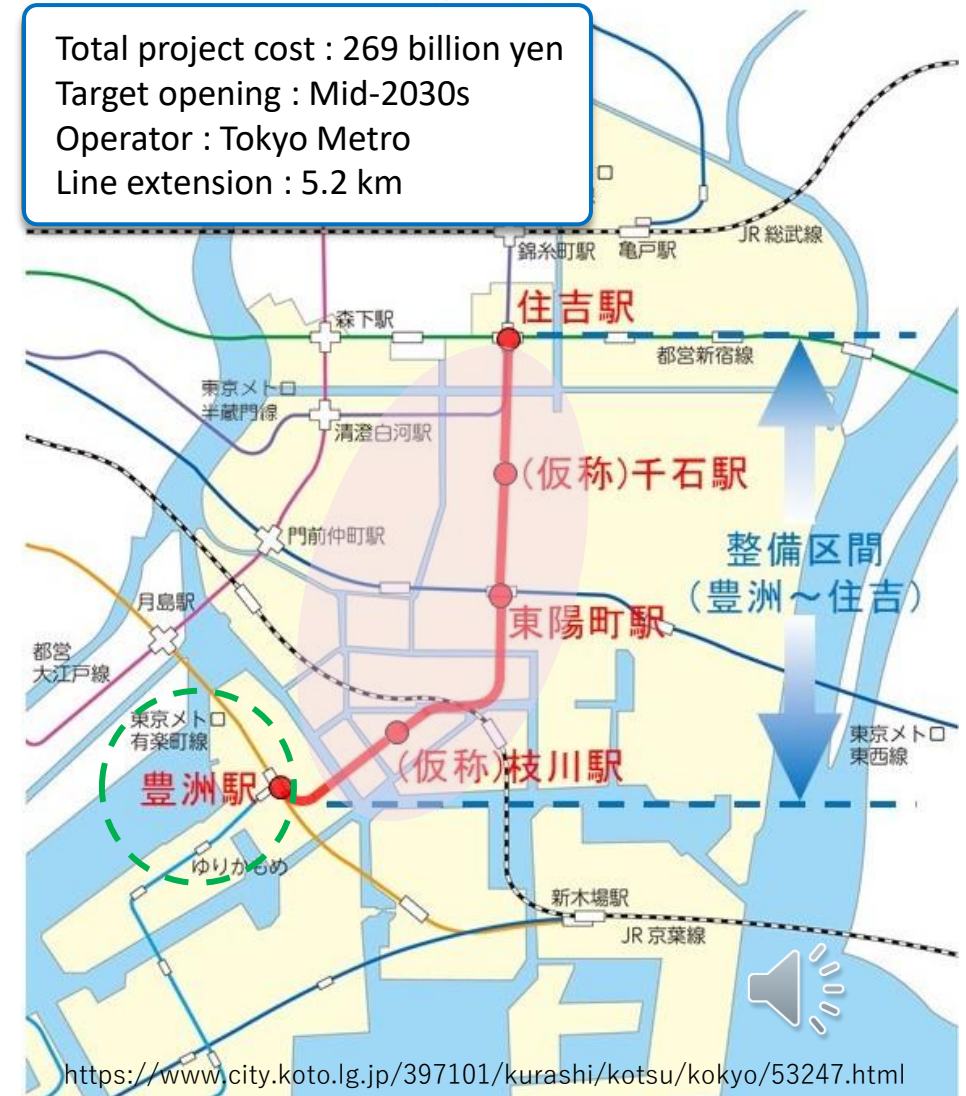 Total project cost : 269 billion yen
Target opening : Mid-2030s
Operator : Tokyo Metro
Line extension : 5.2 km
錦糸町駅
亀戸駅
JR 総武線
住吉駅
森下駅
都営新宿線
東京メトロ
半蔵門線
清澄白河駅
(仮称)千石駅
門前仲町駅
整備区間
(豊洲～住吉)
月島駅
東陽町駅
都営
大江戸線
東京メトロ
有楽町線
東京メトロ
東西線
(仮称)枝川駅
豊洲駅
ゆりかもめ
新木場駅
JR 京葉線
https://www.city.koto.lg.jp/397101/kurashi/kotsu/kokyo/53247.html